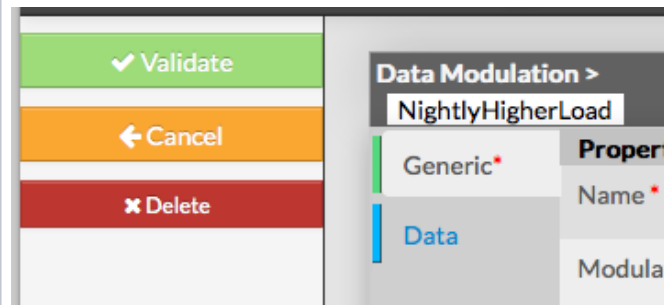 Validate
Cancel
Delete
Data Modulation >
NightlyHigherLoad
Generic*
Data
Name *